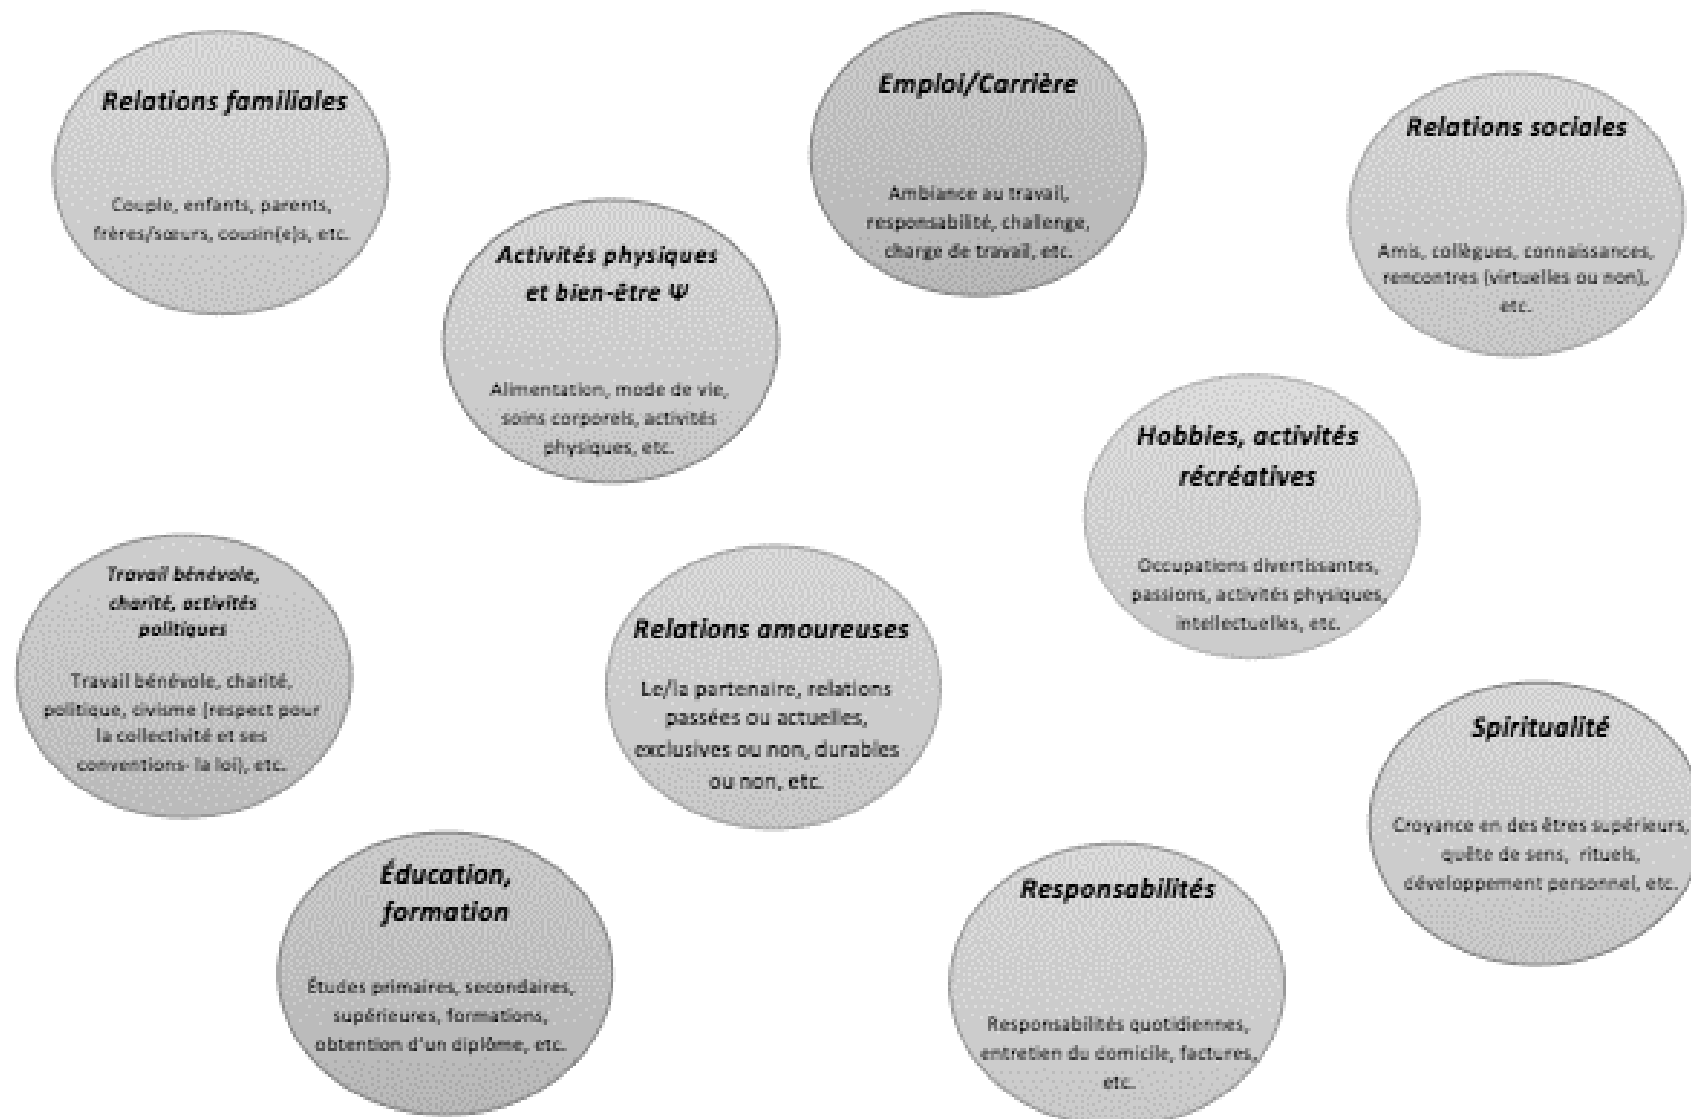 Relations familiales
Couple, enfants, parents,
frères/sœurs, cousin(e)s, etc.
Activités physiques
et bien-être Ψ
Alimentation, mode de vie,
soins corporels, activités
physiques, etc.
Emploi/Carrière
Ambiance au travail,
responsabilité, challenge,
charge de travail, etc.
Relations sociales
Amis, collègues, connaissances,
rencontres (virtuelles ou non),
etc.
Hobbies, activités
récréatives
Occupations divertissantes,
passions, activités physiques,
intellectuelles, etc.
Travail bénévole,
charité, activités
politiques
Travail bénévole, charité,
politique, civisme (respect pour
la collectivité et ses
conventions- la loi), etc.
Relations amoureuses
Le/la partenaire, relations
passées ou actuelles,
exclusives ou non, durables
ou non, etc.
Spiritualité
Croyance en des êtres supérieurs,
quête de sens, rituels,
développement personnel, etc.
Éducation,
formation
Études primaires, secondaires,
supérieures, formations,
obtention d'un diplôme, etc.
Responsabilités
Responsabilités quotidiennes,
entretien du domicile, factures,
etc.